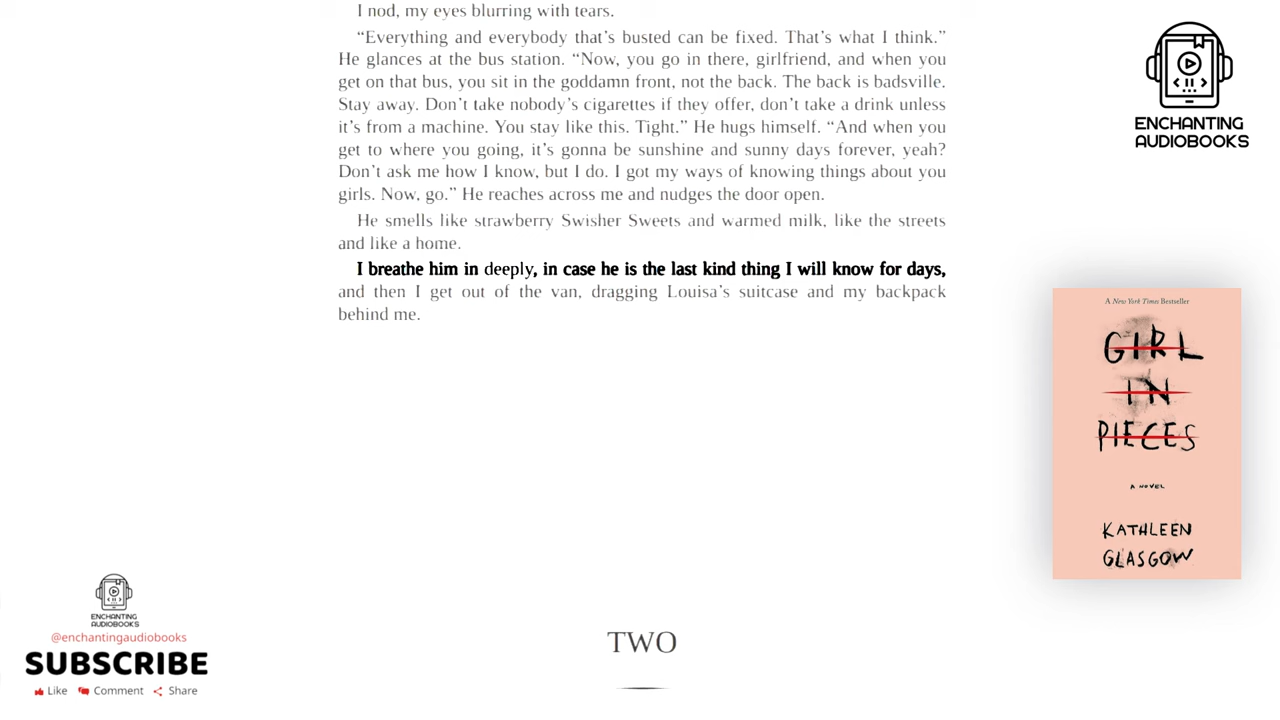 I nod, my eyes blurring with tears.
“Everything and everybody that’s busted can be fixed. That’s what I think.”
He glances at the bus station. “Now, you go in there, girlfriend, and when you
get on that bus, you sit in the goddamn front, not the back. The back is badsville.
Stay away. Don’t take nobody’s cigarettes if they offer, don’t take a drink unless
it’s from a machine. You stay like this. Tight.” He hugs himself. “And when you
get to where you going, it’s gonna be sunshine and sunny days forever, yeah?
Don’t ask me how I know, but I do. I got my ways of knowing things about you
girls. Now, go.” He reaches across me and nudges the door open.
He smells like strawberry Swisher Sweets and warmed milk, like the streets
and like a home.
I breathe him in deeply, in case he is the last kind thing I will know for days,
and then I get out of the van, dragging Louisa’s suitcase and my backpack
behind me.
TWO
ENCHANTING
AUDIOBOOKS
A New York Times Bestseller
GIRL
IN
PIECES
A NOVEL
KATHLEEN
GLASGOW
ENCHANTING
AUDIOBOOKS
@enchantingaudiobooks
SUBSCRIBE
Like Comment Share